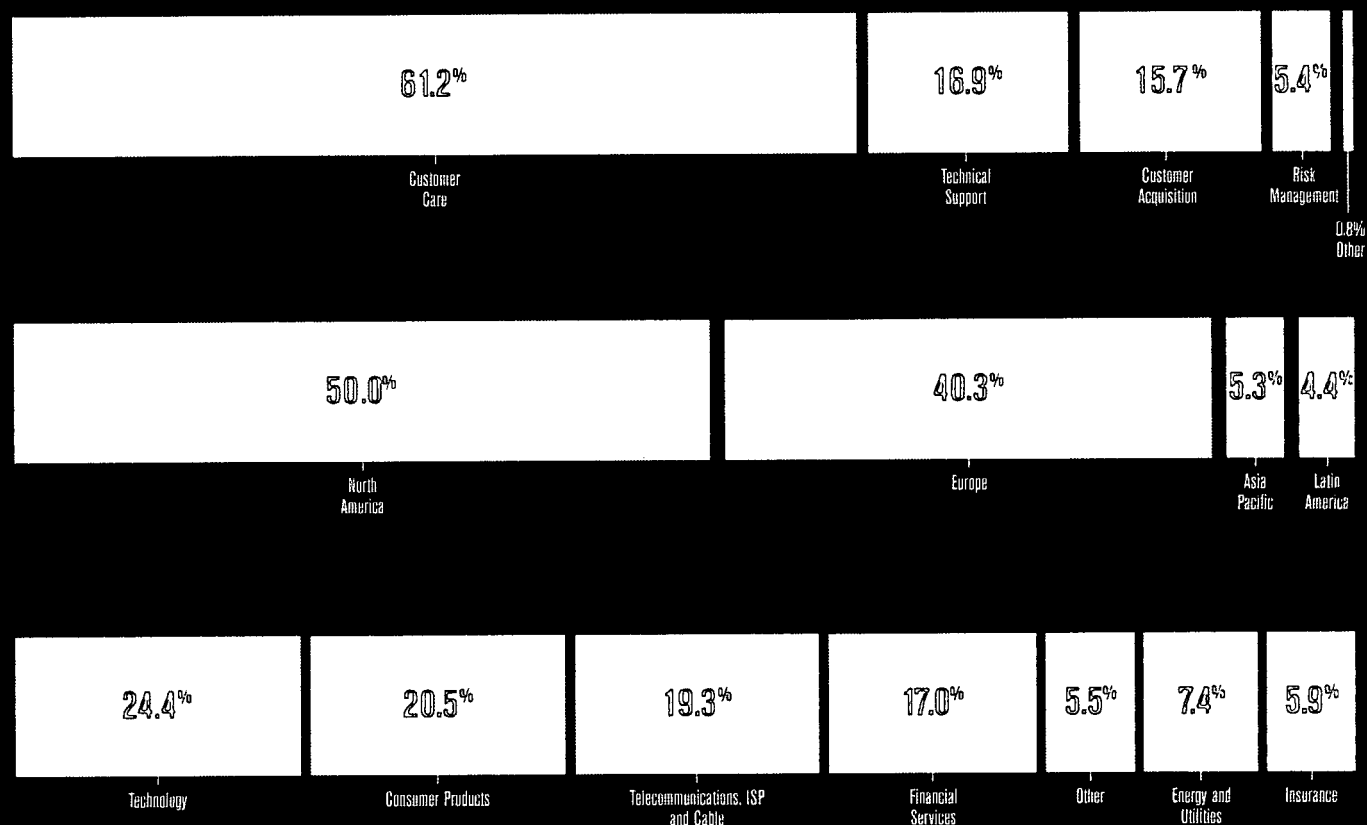 61.2% 16.9% 15.7% 5.4%
Customer Technical Customer Risk
Care Support Acquisition Management
0.8%
Other
50.0% 40.3% 5.3% 4.4%
North Europe Asia Latin
America Pacific America
24.4% 20.5% 19.3% 17.0% 5.5% 7.4% 5.9%
Technology Consumer Products Telecommunications, ISP Financial Other Energy and Insurance
and Cable Services Utilities